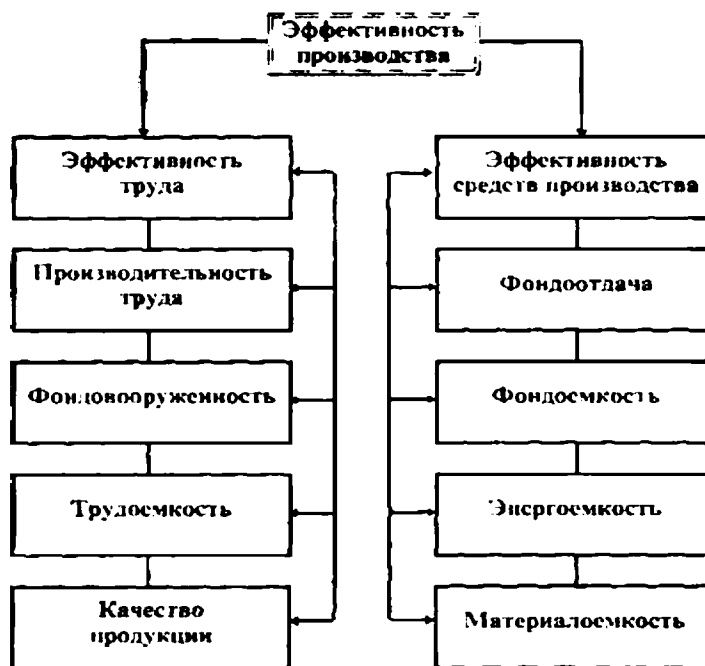 Эффективность
производства
Эффективность
труда
Производительность
труда
Фондовооруженность
Трудоемкость
Качество
продукции
Эффективность
средств производства
Фондоотдача
Фондоемкость
Энергоемкость
Материалоемкость